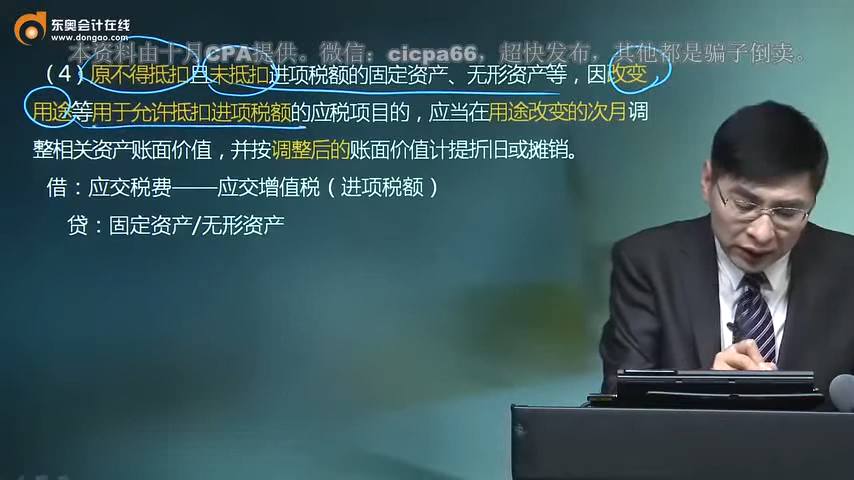 东奥会计在线
www.dongao.com
本资料由十月CPA提供。微信：cicpa66，超快发布，其他都是骗子倒卖。
（4）原不得抵扣且未抵扣进项税额的固定资产、无形资产等，因改变
用途等用于允许抵扣进项税额的应税项目的，应当在用途改变的次月调
整相关资产账面价值，并按调整后的账面价值计提折旧或摊销。
借：应交税费——应交增值税（进项税额）
贷：固定资产/无形资产